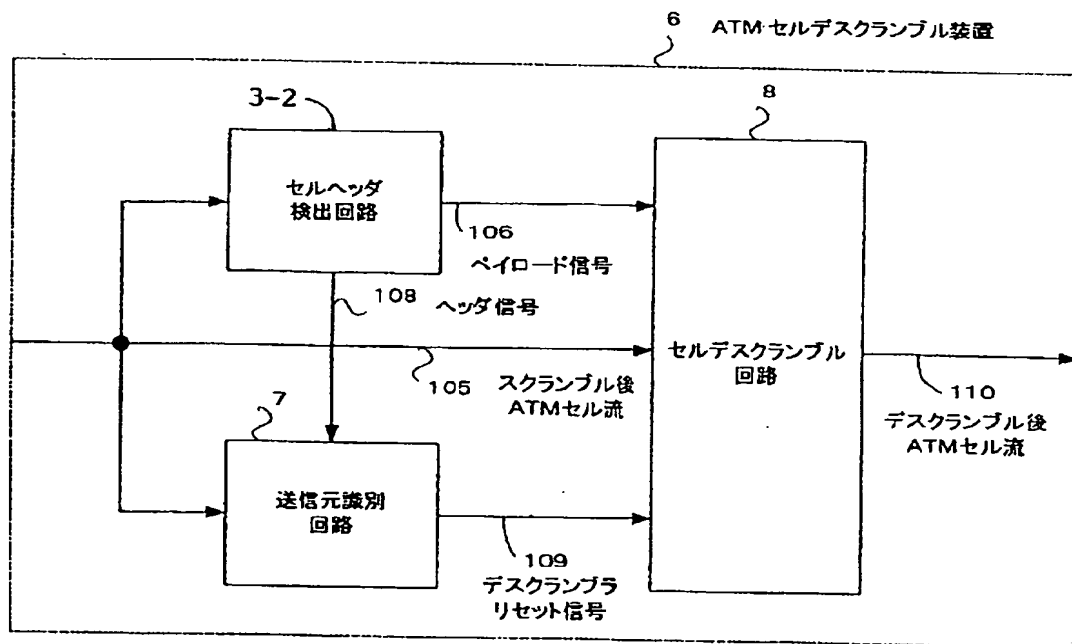 6
ATM·セルデスクランブル装置
3-2
セルヘッダ
検出回路
8
106
ペイロード信号
108
ヘッダ信号
セルデスクランブル
回路
105
スクランブル後
ATMセル流
110
デスクランブル後
ATMセル流
7
送信元識別
回路
109
デスクランブラ
リセット信号